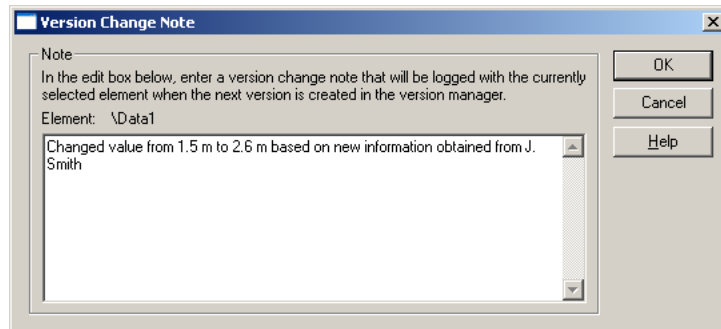 Version Change Note
Note
In the edit box below, enter a version change note that will be logged with the currently
selected element when the next version is created in the version manager.
Element: \Data1
Changed value from 1.5 m to 2.6 m based on new information obtained from J.
Smith
OK
Cancel
Help